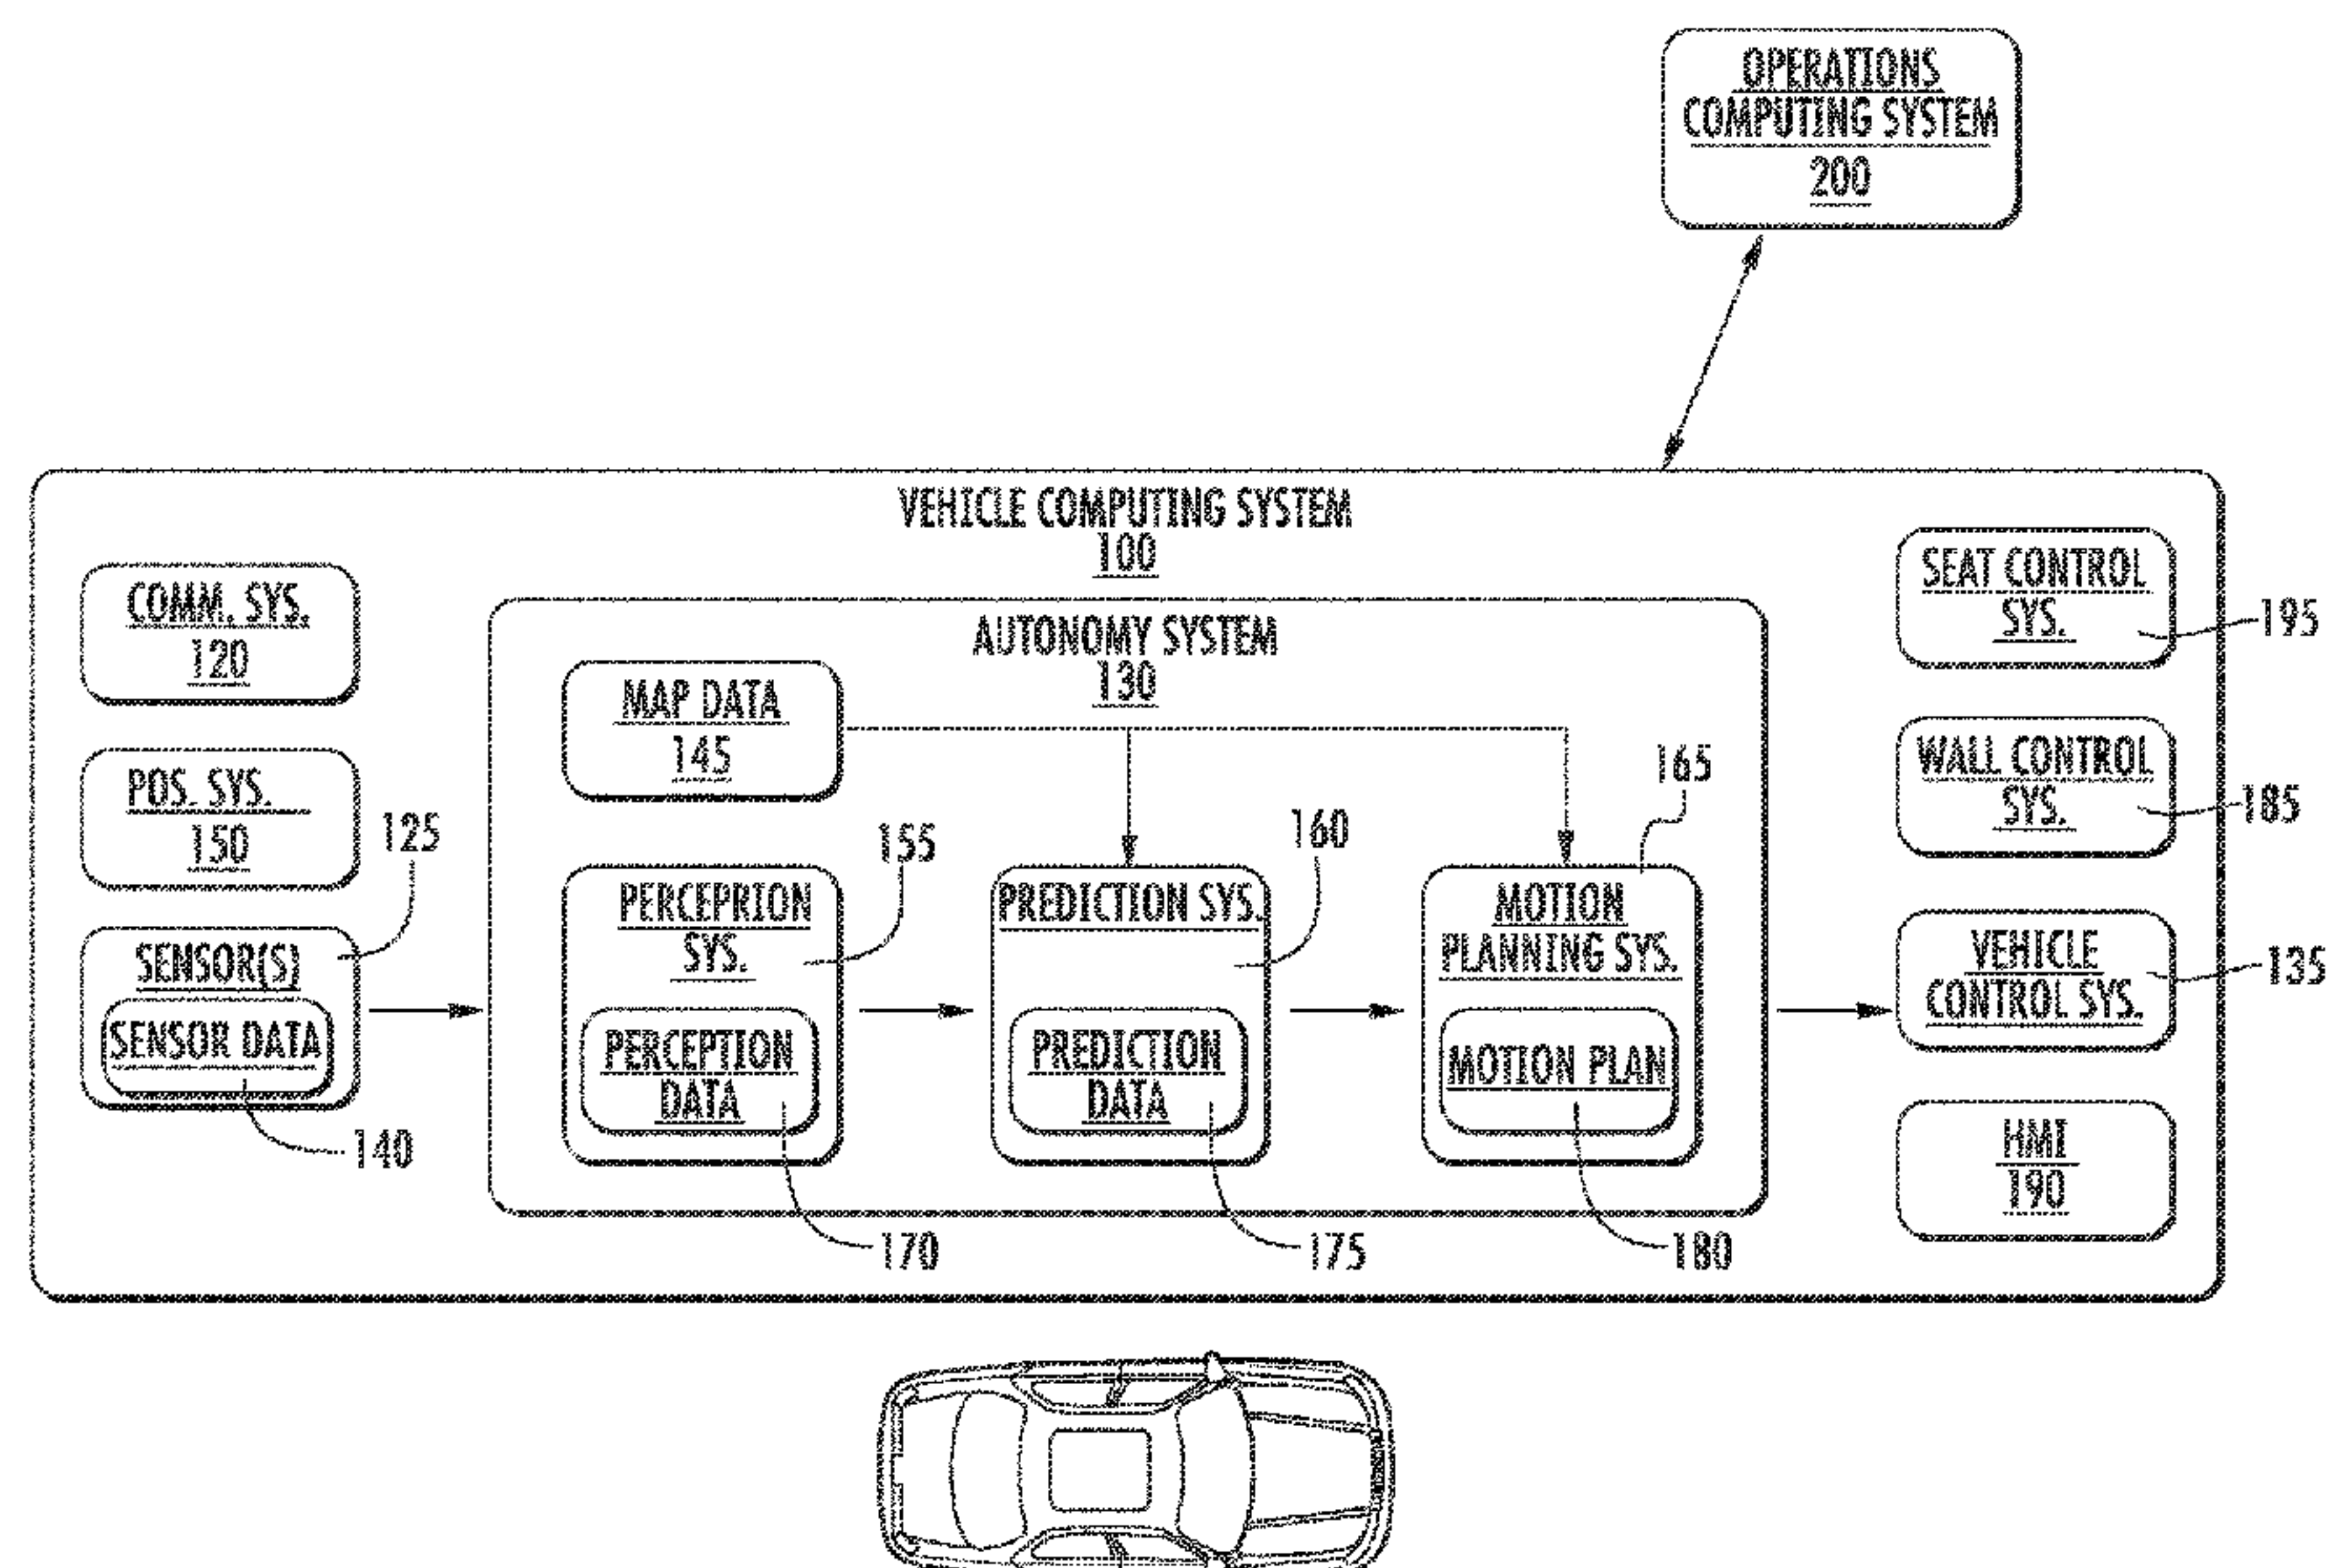 OPERATIONS
COMPUTING SYSTEM
200
VEHICLE COMPUTING SYSTEM
100
COMM. SYS.
120
POS. SYS.
150
125
SENSOR(S)
SENSOR DATA
140
AUTONOMY SYSTEM
130
MAP DATA
145
155
PERCEPRION
SYS.
PERCEPTION
DATA
170
160
PREDICTION SYS.
PREDICTION
DATA
175
165
MOTION
PLANNING SYS.
MOTION PLAN
180
SEAT CONTROL
SYS.
195
WALL CONTROL
SYS.
185
VEHICLE
CONTROL SYS.
135
HMI
190